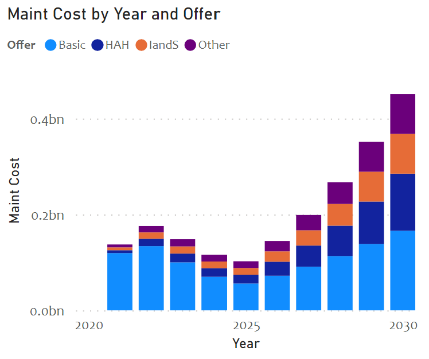 Maint Cost by Year and Offer
Offer Basic HAH IandS Other
0.4bn
0.2bn
0.0bn
Maint Cost
2020 2025 2030
Year